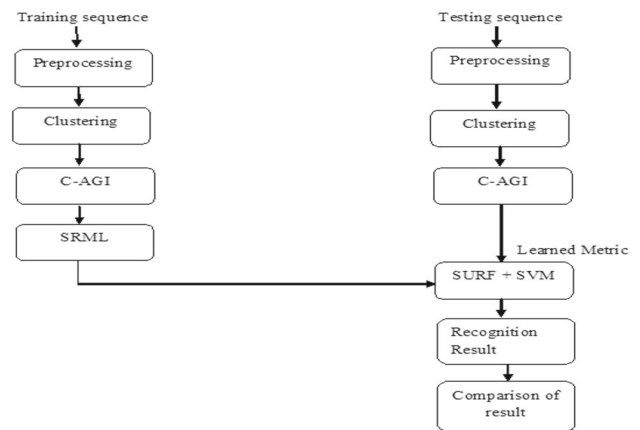 Training sequence
Preprocessing
Clustering
C-AGI
SRML
Testing sequence
Preprocessing
Clustering
C-AGI
Learned Metric
SURF + SVM
Recognition
Result
Comparison of
result